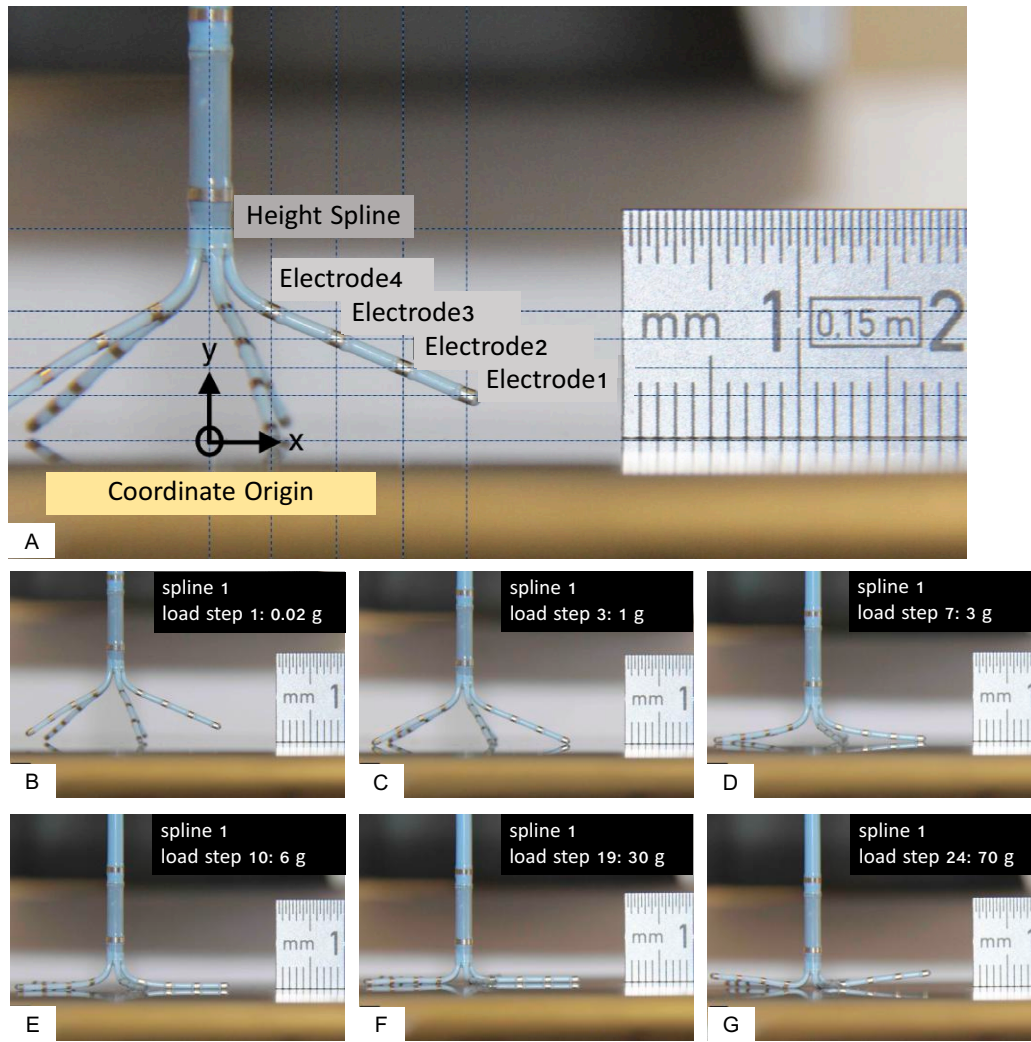 Height Spline
Electrode4
Electrode3
Electrode2
Electrode1
y
x
Coordinate Origin
mm 1 0,15 m 2
A
spline 1
load step 1: 0.02 g
mm 1
B
spline 1
load step 3: 1 g
mm 1
C
spline 1
load step 7: 3 g
mm 1
D
spline 1
load step 10: 6 g
mm 1
E
spline 1
load step 19: 30 g
mm 1
F
spline 1
load step 24: 70 g
mm 1
G